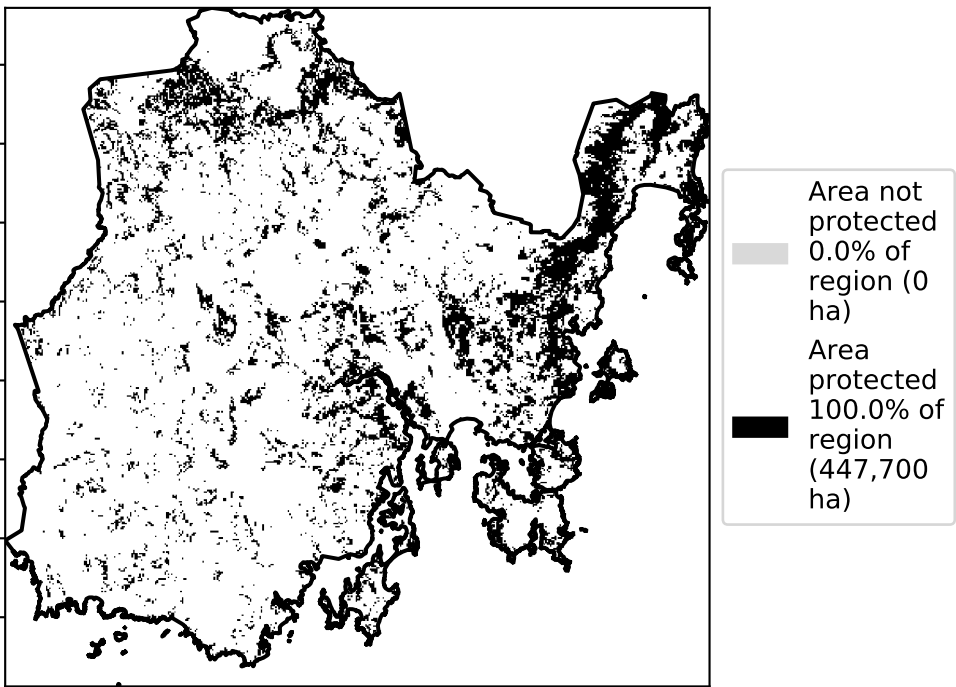 Area not
protected
0.0% of
region (0
ha)
Area
protected
100.0% of
region
(447,700
ha)